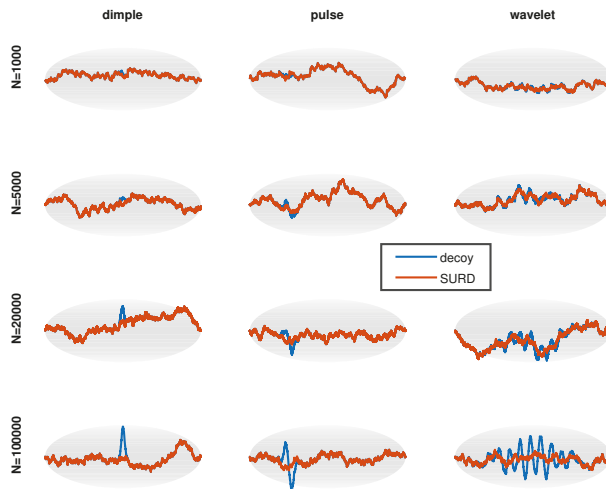 dimple pulse wavelet
N=1000
N=5000
decoy
SURD
N=20000
N=100000